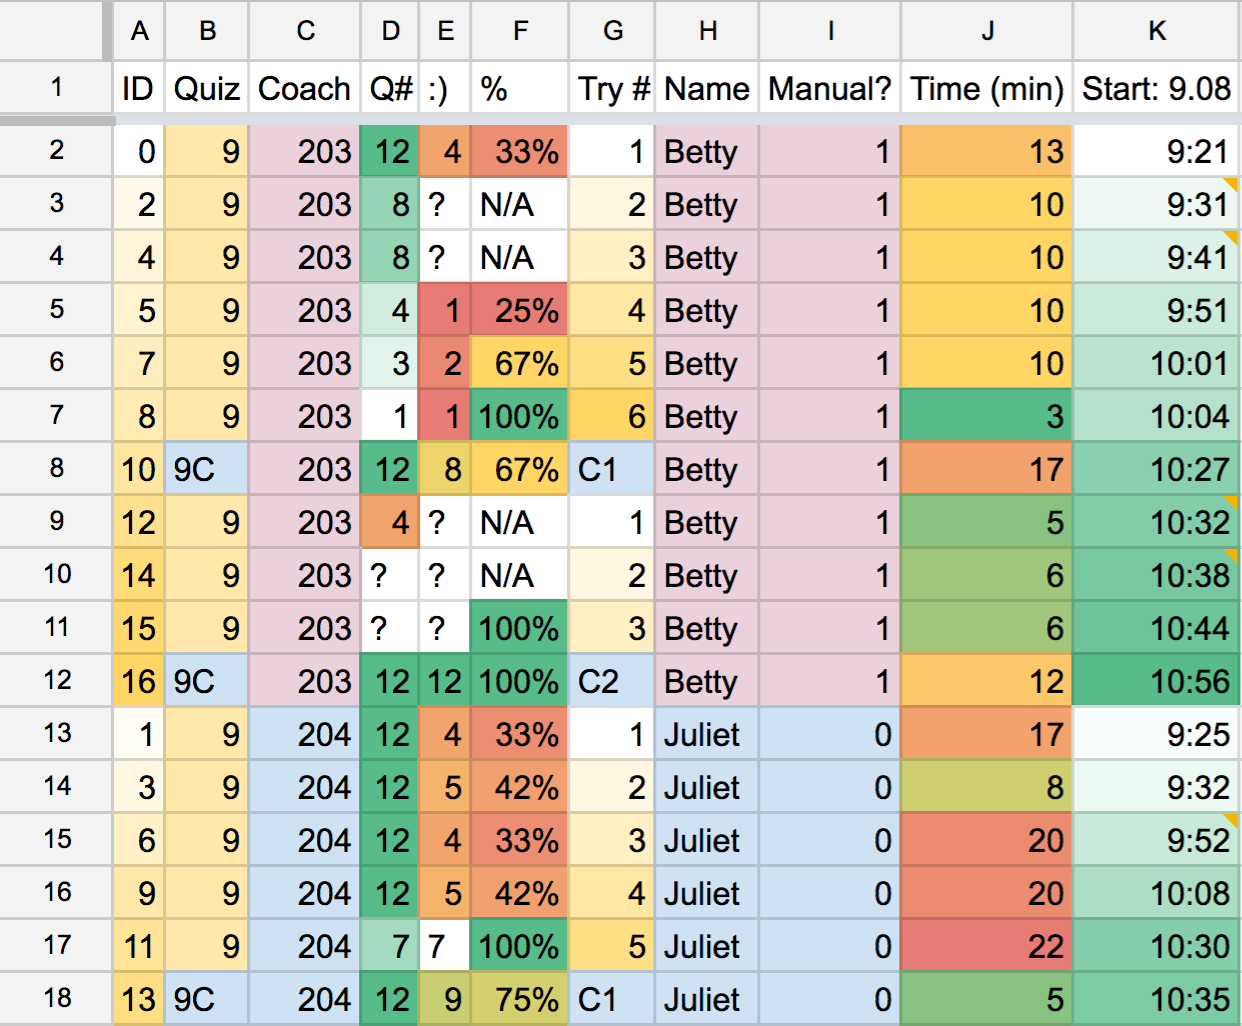 A B C D E F G H I J K
1 ID Quiz Coach Q# :) % Try # Name Manual? Time (min) Start: 9.08
2 0 9 203 12 4 33% 1 Betty 1 13 9:21
3 2 9 203 8 ? N/A 2 Betty 1 10 9:31
4 4 9 203 8 ? N/A 3 Betty 1 10 9:41
5 5 9 203 4 1 25% 4 Betty 1 10 9:51
6 7 9 203 3 2 67% 5 Betty 1 10 10:01
7 8 9 203 1 1 100% 6 Betty 1 3 10:04
8 10 9C 203 12 8 67% C1 Betty 1 17 10:27
9 12 9 203 4 ? N/A 1 Betty 1 5 10:32
10 14 9 203 ? ? N/A 2 Betty 1 6 10:38
11 15 9 203 ? ? 100% 3 Betty 1 6 10:44
12 16 9C 203 12 12 100% C2 Betty 1 12 10:56
13 1 9 204 12 4 33% 1 Juliet 0 17 9:25
14 3 9 204 12 5 42% 2 Juliet 0 8 9:32
15 6 9 204 12 4 33% 3 Juliet 0 20 9:52
16 9 9 204 12 5 42% 4 Juliet 0 20 10:08
17 11 9 204 7 7 100% 5 Juliet 0 22 10:30
18 13 9C 204 12 9 75% C1 Juliet 0 5 10:35